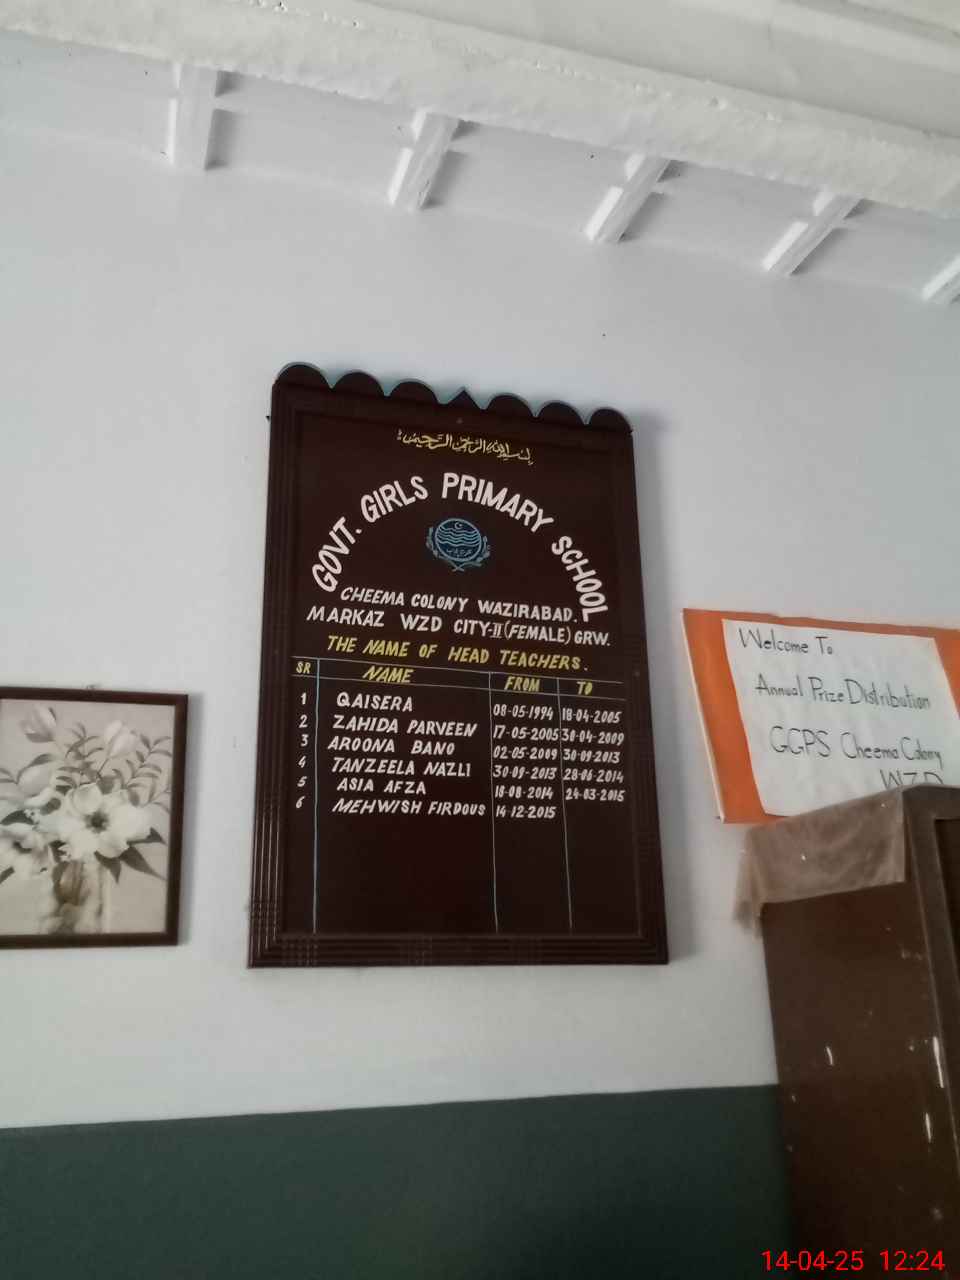 بسم الله الرحمن الرحيم
GOVT. GIRLS PRIMARY SCHOOL
CHEEMA COLONY WAZIRABAD.
MARKAZ WZD CITY-II (FEMALE) GRW.
THE NAME OF HEAD TEACHERS.
SR NAME FROM TO
1 QAISERA 08-05-1994 18-04-2005
2 ZAHIDA PARVEEN 17-05-2005 30-04-2009
3 AROONA BANO 02-05-2009 30-09-2013
4 TANZEELA NAZLI 30-09-2013 28-06-2014
5 ASIA AFZA 18-08-2014 24-03-2015
6 MEHWISH FIRDOUS 14-12-2015
Welcome To
Annual Prize Distribution
GGPS Cheema Colony
WZD
14-04-25 12:24